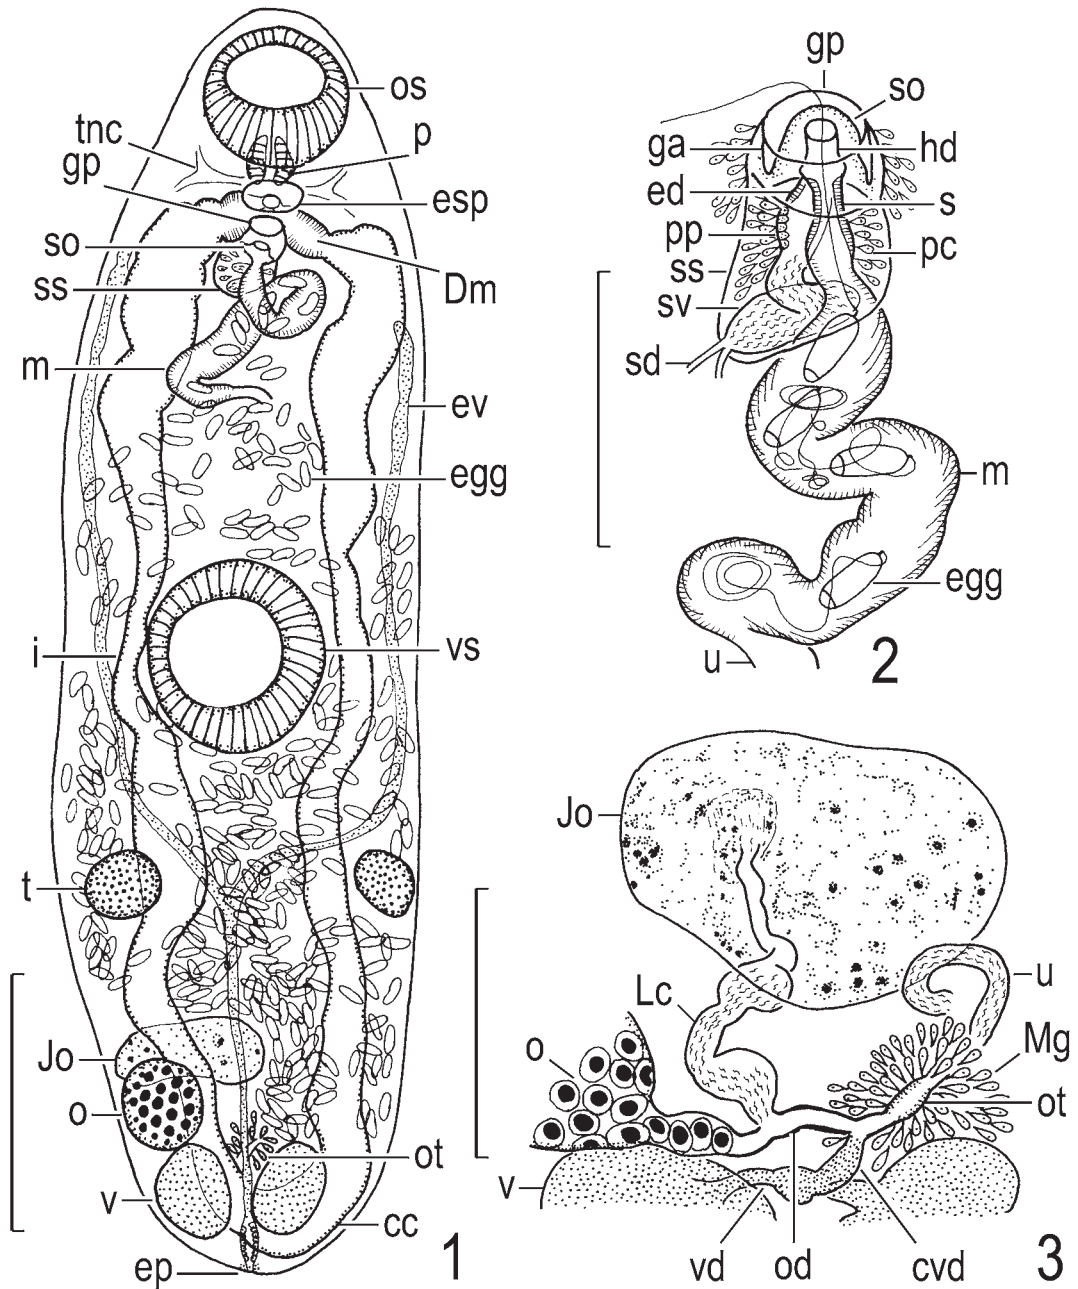 os
tnc
p
gp
esp
so
ss
Dm
m
ev
egg
i
vs
t
Jo
o
ot
v
cc
ep
1
gp
so
ga
hd
ed
s
pp
pc
ss
sv
sd
m
egg
u
2
Jo
Lc
u
o
Mg
ot
v
vd
od
cvd
3